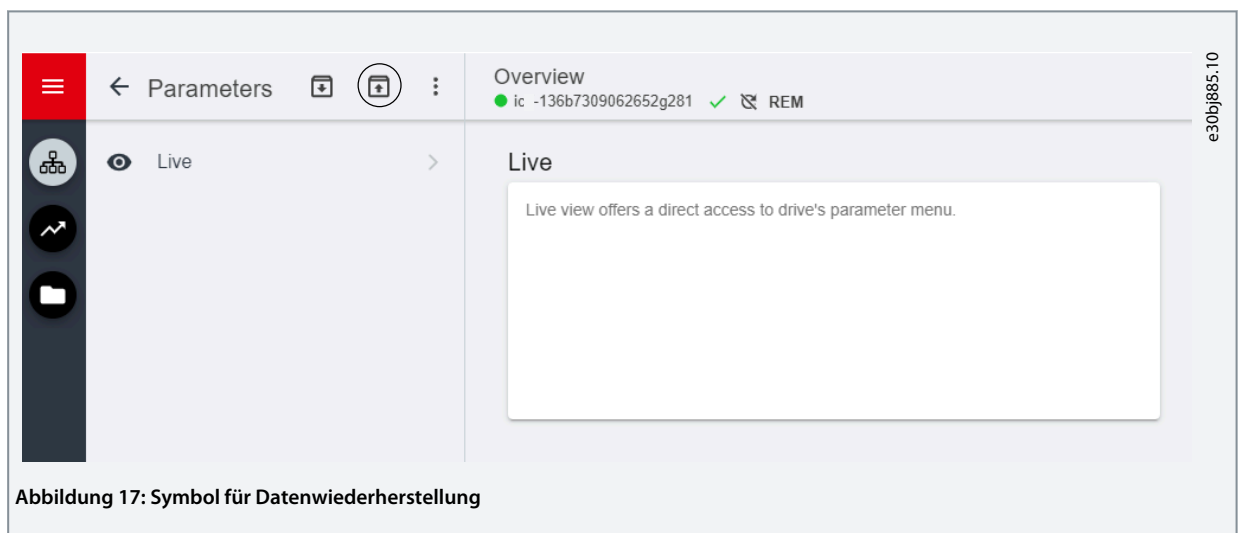 Parameters
Overview
ic -136b7309062652g281 REM
Live
Live
Live view offers a direct access to drive's parameter menu.
e30bj885.10
Abbildung 17: Symbol für Datenwiederherstellung